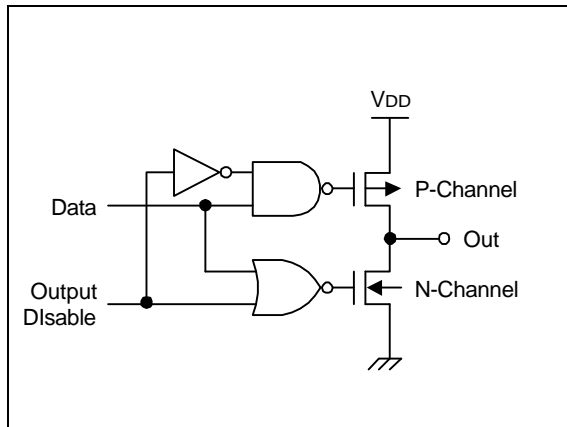 VDD
P-Channel
Data
Out
Output
DIsable
N-Channel